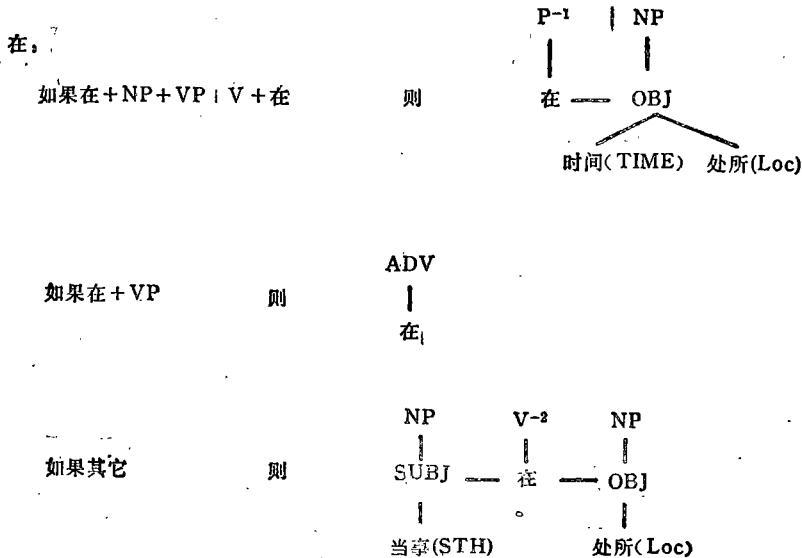 P⁻¹ | NP
在:
如果在+NP+VP | V+在 则 在 — OBJ
时间(TIME) 处所(Loc)
ADV
如果在+VP 则
在
NP V⁻² NP
如果其它 则 SUBJ — 在 — OBJ
当事(STH) 处所(Loc)